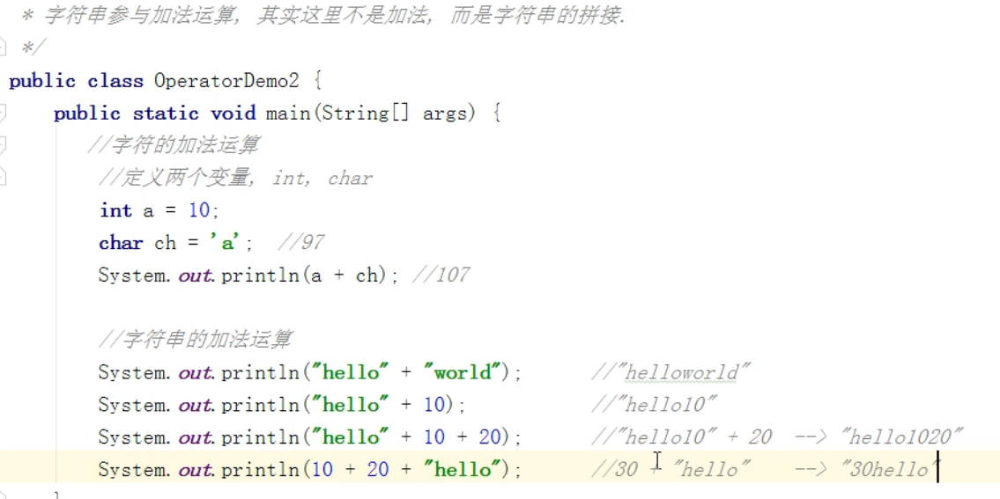 * 字符串参与加法运算, 其实这里不是加法, 而是字符串的拼接.
*/
public class OperatorDemo2 {
public static void main(String[] args) {
//字符的加法运算
//定义两个变量, int, char
int a = 10;
char ch = 'a'; //97
System.out.println(a + ch); //107
//字符串的加法运算
System.out.println("hello" + "world"); //"helloworld"
System.out.println("hello" + 10); //"hello10"
System.out.println("hello" + 10 + 20); //"hello10" + 20 --> "hello1020"
System.out.println(10 + 20 + "hello"); //30 + "hello" --> "30hello"
}